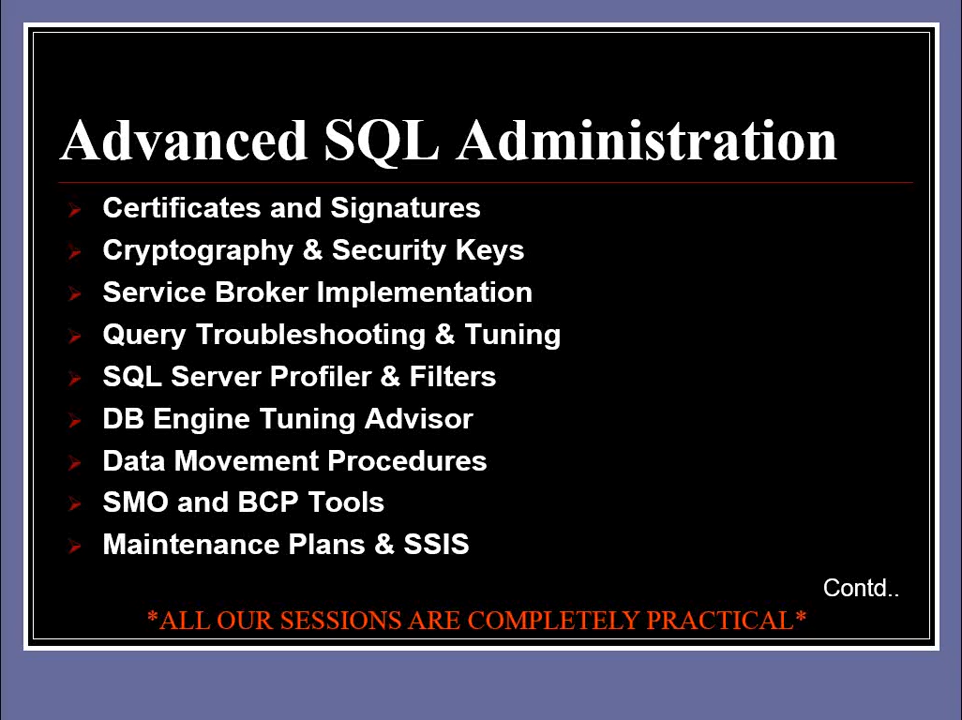 Advanced SQL Administration
Certificates and Signatures
Cryptography & Security Keys
Service Broker Implementation
Query Troubleshooting & Tuning
SQL Server Profiler & Filters
DB Engine Tuning Advisor
Data Movement Procedures
SMO and BCP Tools
Maintenance Plans & SSIS
Contd..
*ALL OUR SESSIONS ARE COMPLETELY PRACTICAL*